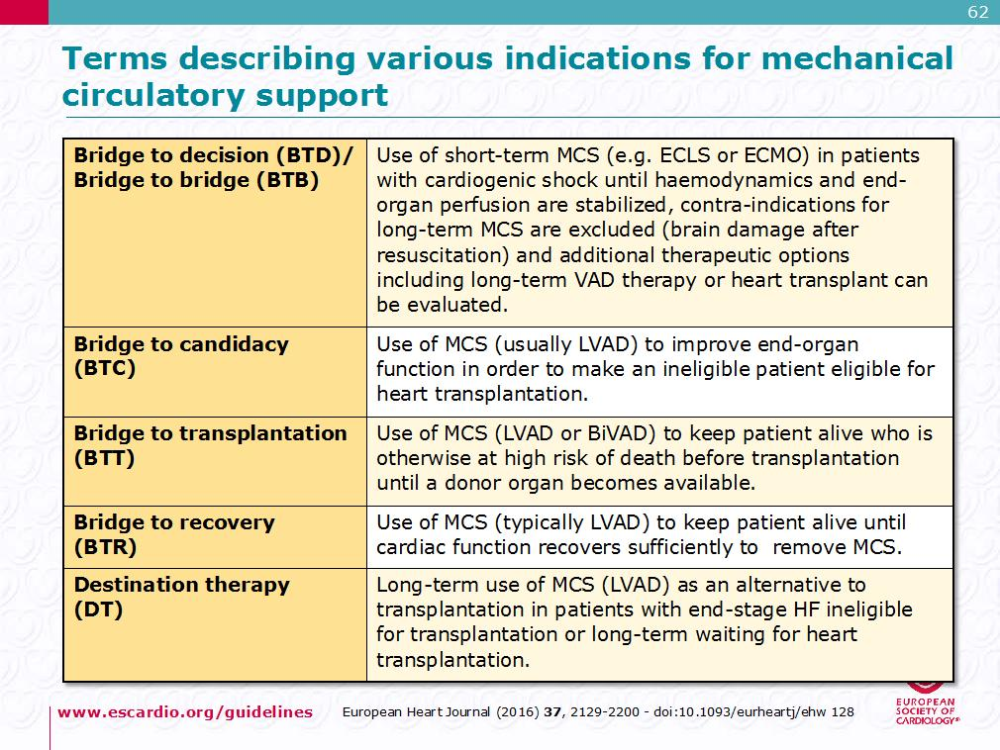 62
Terms describing various indications for mechanical
circulatory support
Bridge to decision (BTD)/
Bridge to bridge (BTB)
Use of short-term MCS (e.g. ECLS or ECMO) in patients
with cardiogenic shock until haemodynamics and end-
organ perfusion are stabilized, contra-indications for
long-term MCS are excluded (brain damage after
resuscitation) and additional therapeutic options
including long-term VAD therapy or heart transplant can
be evaluated.
Bridge to candidacy
(BTC)
Use of MCS (usually LVAD) to improve end-organ
function in order to make an ineligible patient eligible for
heart transplantation.
Bridge to transplantation
(BTT)
Use of MCS (LVAD or BiVAD) to keep patient alive who is
otherwise at high risk of death before transplantation
until a donor organ becomes available.
Bridge to recovery
(BTR)
Use of MCS (typically LVAD) to keep patient alive until
cardiac function recovers sufficiently to  remove MCS.
Destination therapy
(DT)
Long-term use of MCS (LVAD) as an alternative to
transplantation in patients with end-stage HF ineligible
for transplantation or long-term waiting for heart
transplantation.
www.escardio.org/guidelines
European Heart Journal (2016) 37, 2129-2200 - doi:10.1093/eurheartj/ehw 128
EUROPEAN
SOCIETY OF
CARDIOLOGY®